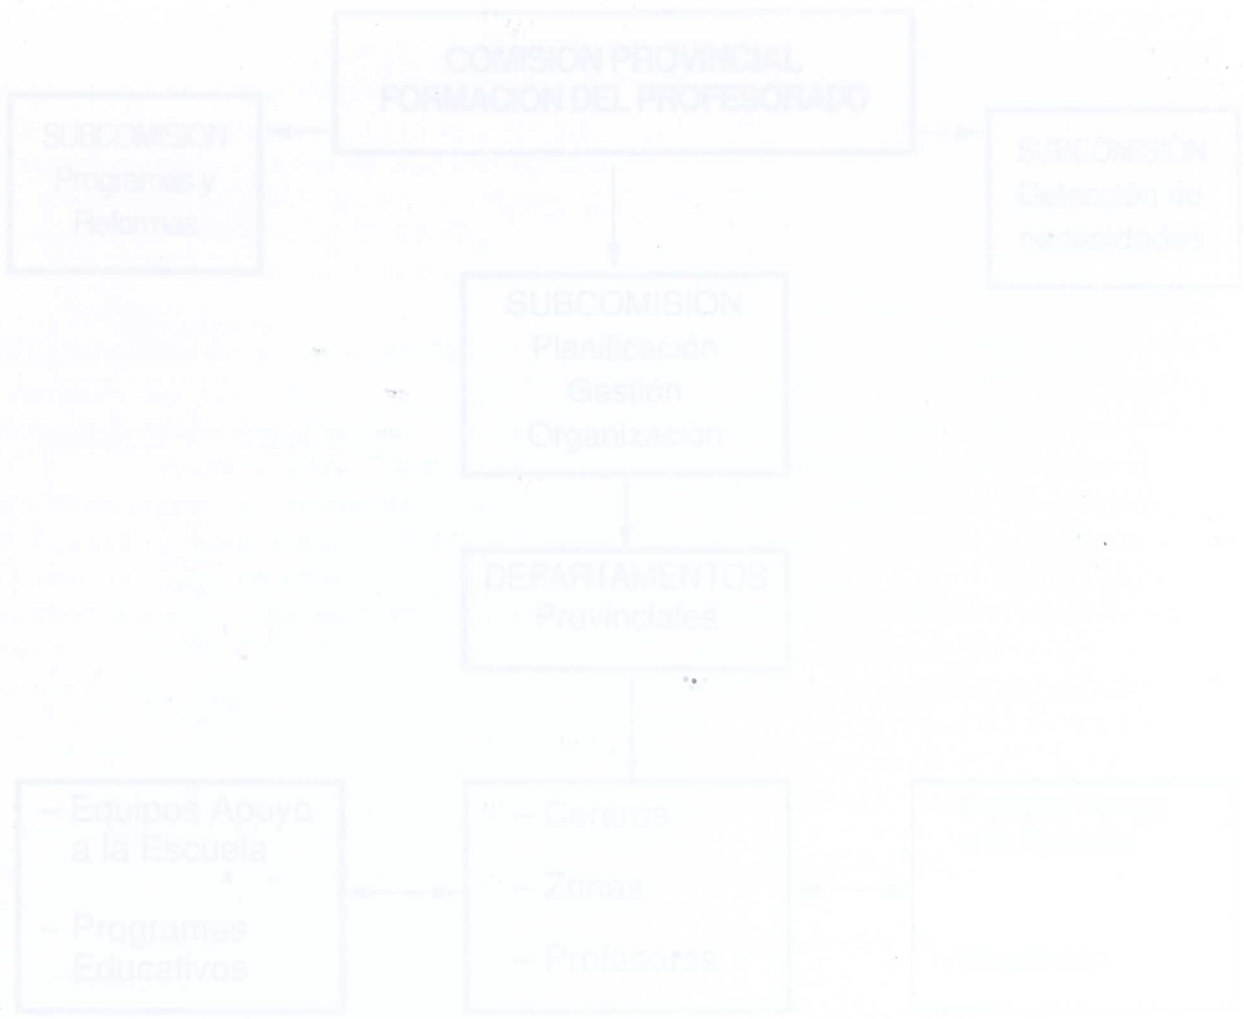 COMISION PROVINCIAL
FORMACION DEL PROFESORADO
SUBCOMISION
Programas y
Reformas
SUBCOMISION
Detección de
necesidades
SUBCOMISION
Planificación
Gestión
Organización
DEPARTAMENTOS
Provinciales
– Equipos Apoyo
a la Escuela
– Programas
Educativos
– Centros
– Zonas
– Profesores